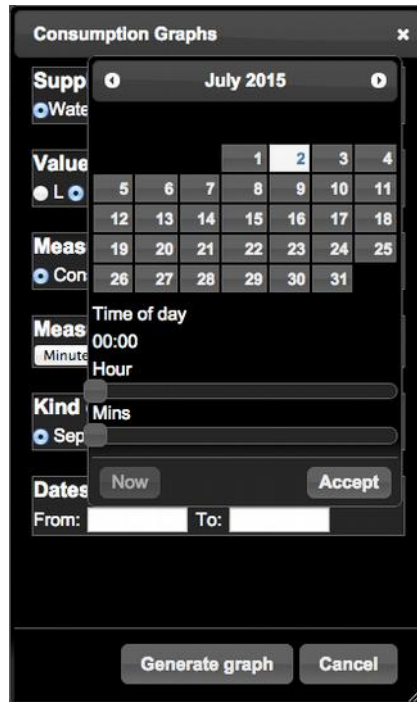 Consumption Graphs ×
Supp
Wate
July 2015
1 2 3 4
5 6 7 8 9 10 11
12 13 14 15 16 17 18
19 20 21 22 23 24 25
26 27 28 29 30 31
Value
L
Meas
Con
Time of day
00:00
Hour
Meas
Minute
Mins
Kind
Sep
Now Accept
Dates
From: To:
Generate graph Cancel